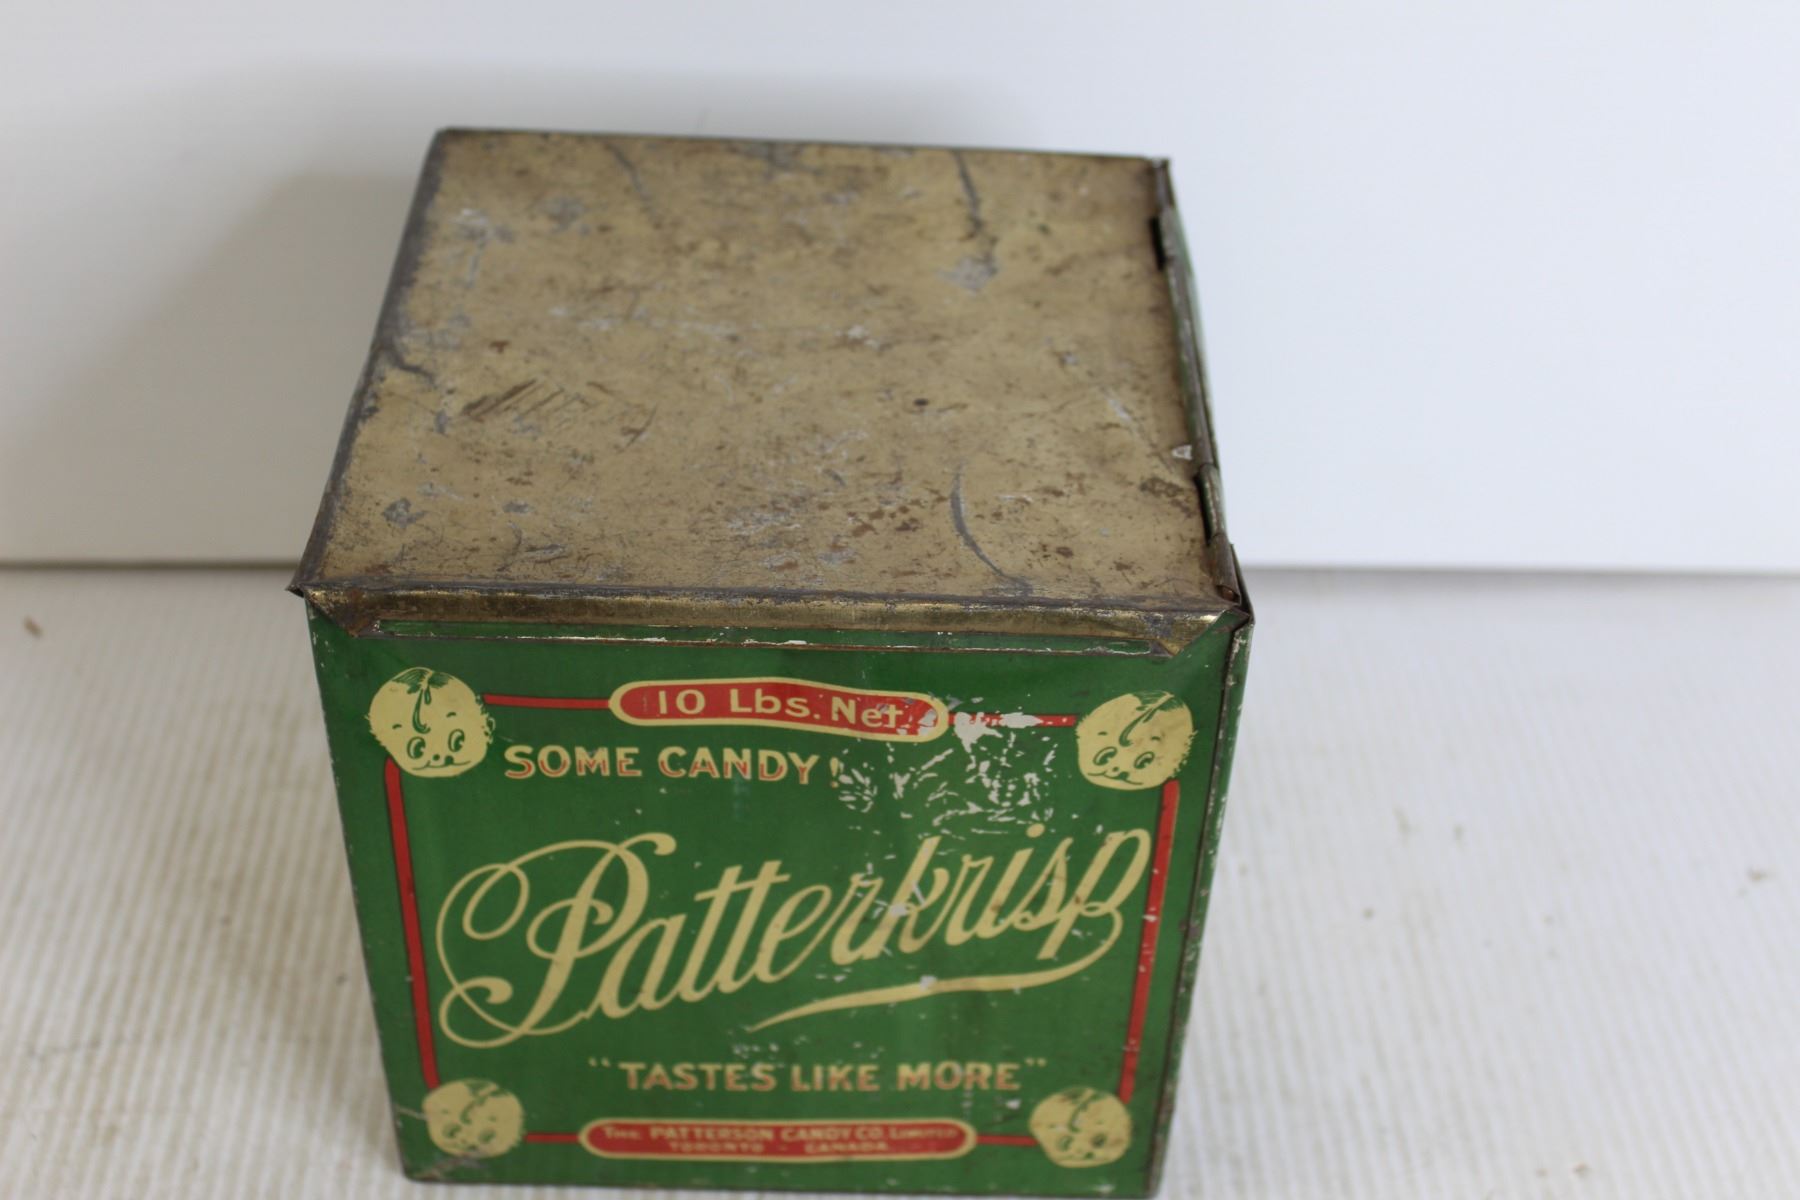 10 Lbs. Net
SOME CANDY!
Patterkrisp
"TASTES LIKE MORE"
THE PATTERSON CANDY CO. LIMITED
TORONTO - CANADA